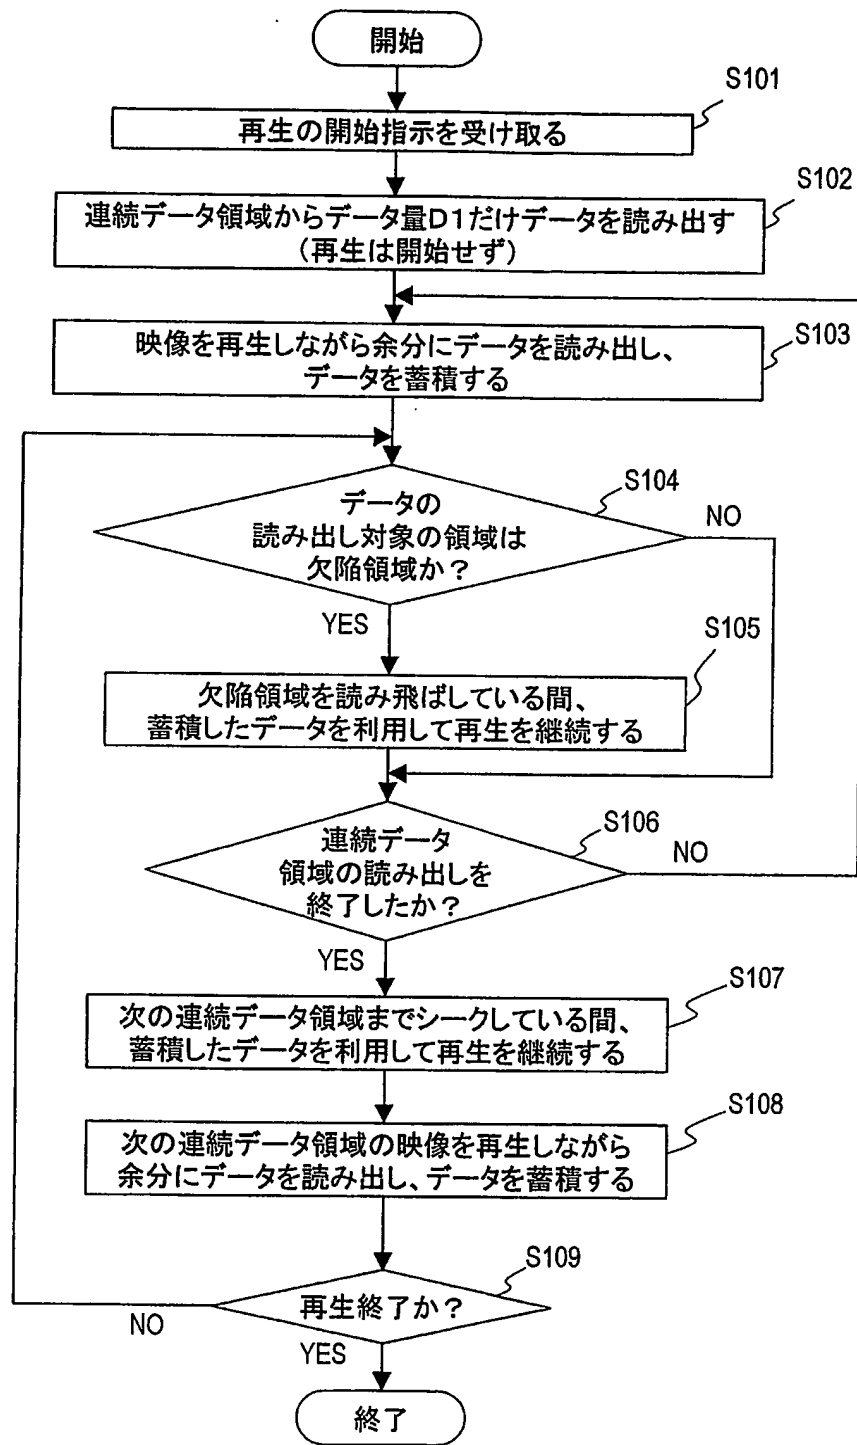 開始
S101
再生の開始指示を受け取る
S102
連続データ領域からデータ量D1だけデータを読み出す
(再生は開始せず)
S103
映像を再生しながら余分にデータを読み出し、
データを蓄積する
S104
データの
読み出し対象の領域は
欠陥領域か?
NO
YES
S105
欠陥領域を読み飛ばしている間、
蓄積したデータを利用して再生を継続する
S106
連続データ
領域の読み出しを
終了したか?
NO
YES
S107
次の連続データ領域までシークしている間、
蓄積したデータを利用して再生を継続する
S108
次の連続データ領域の映像を再生しながら
余分にデータを読み出し、データを蓄積する
S109
再生終了か?
NO
YES
終了